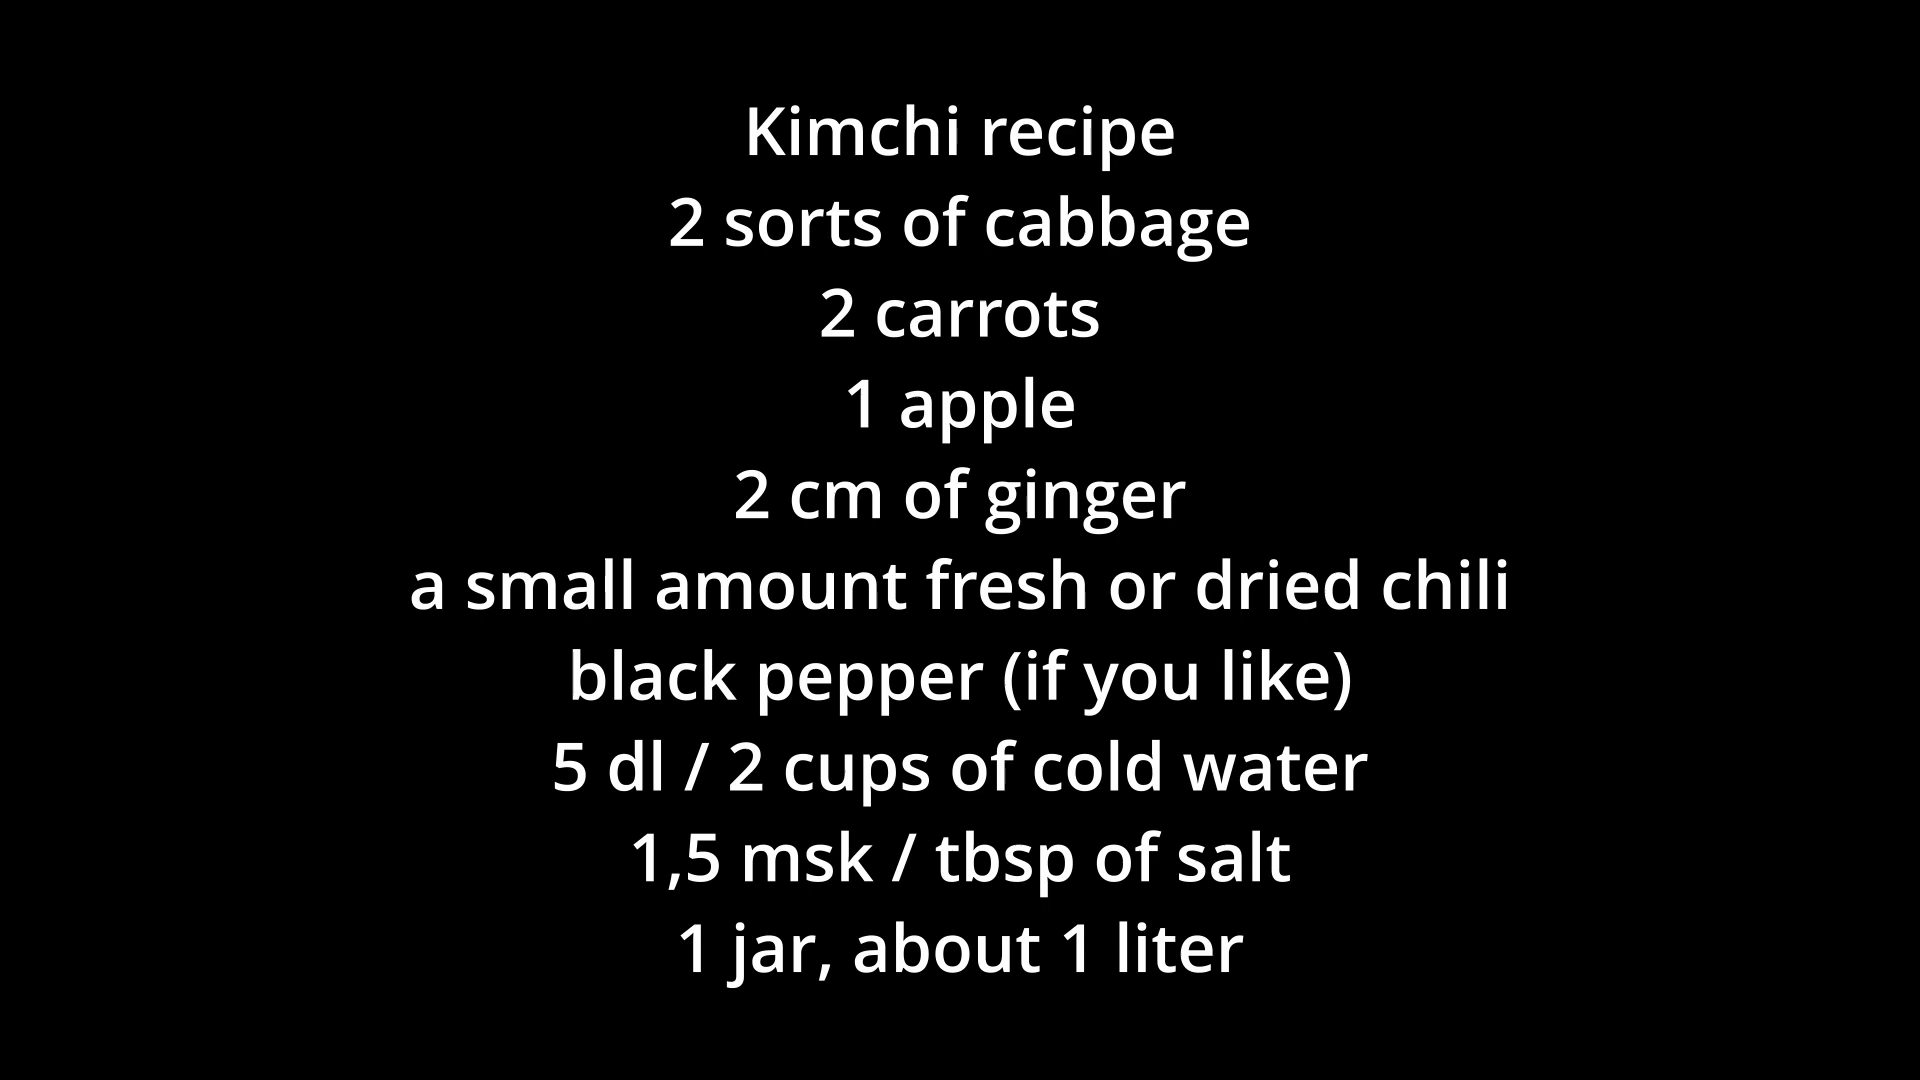 Kimchi recipe
2 sorts of cabbage
2 carrots
1 apple
2 cm of ginger
a small amount fresh or dried chili
black pepper (if you like)
5 dl / 2 cups of cold water
1,5 msk / tbsp of salt
1 jar, about 1 liter